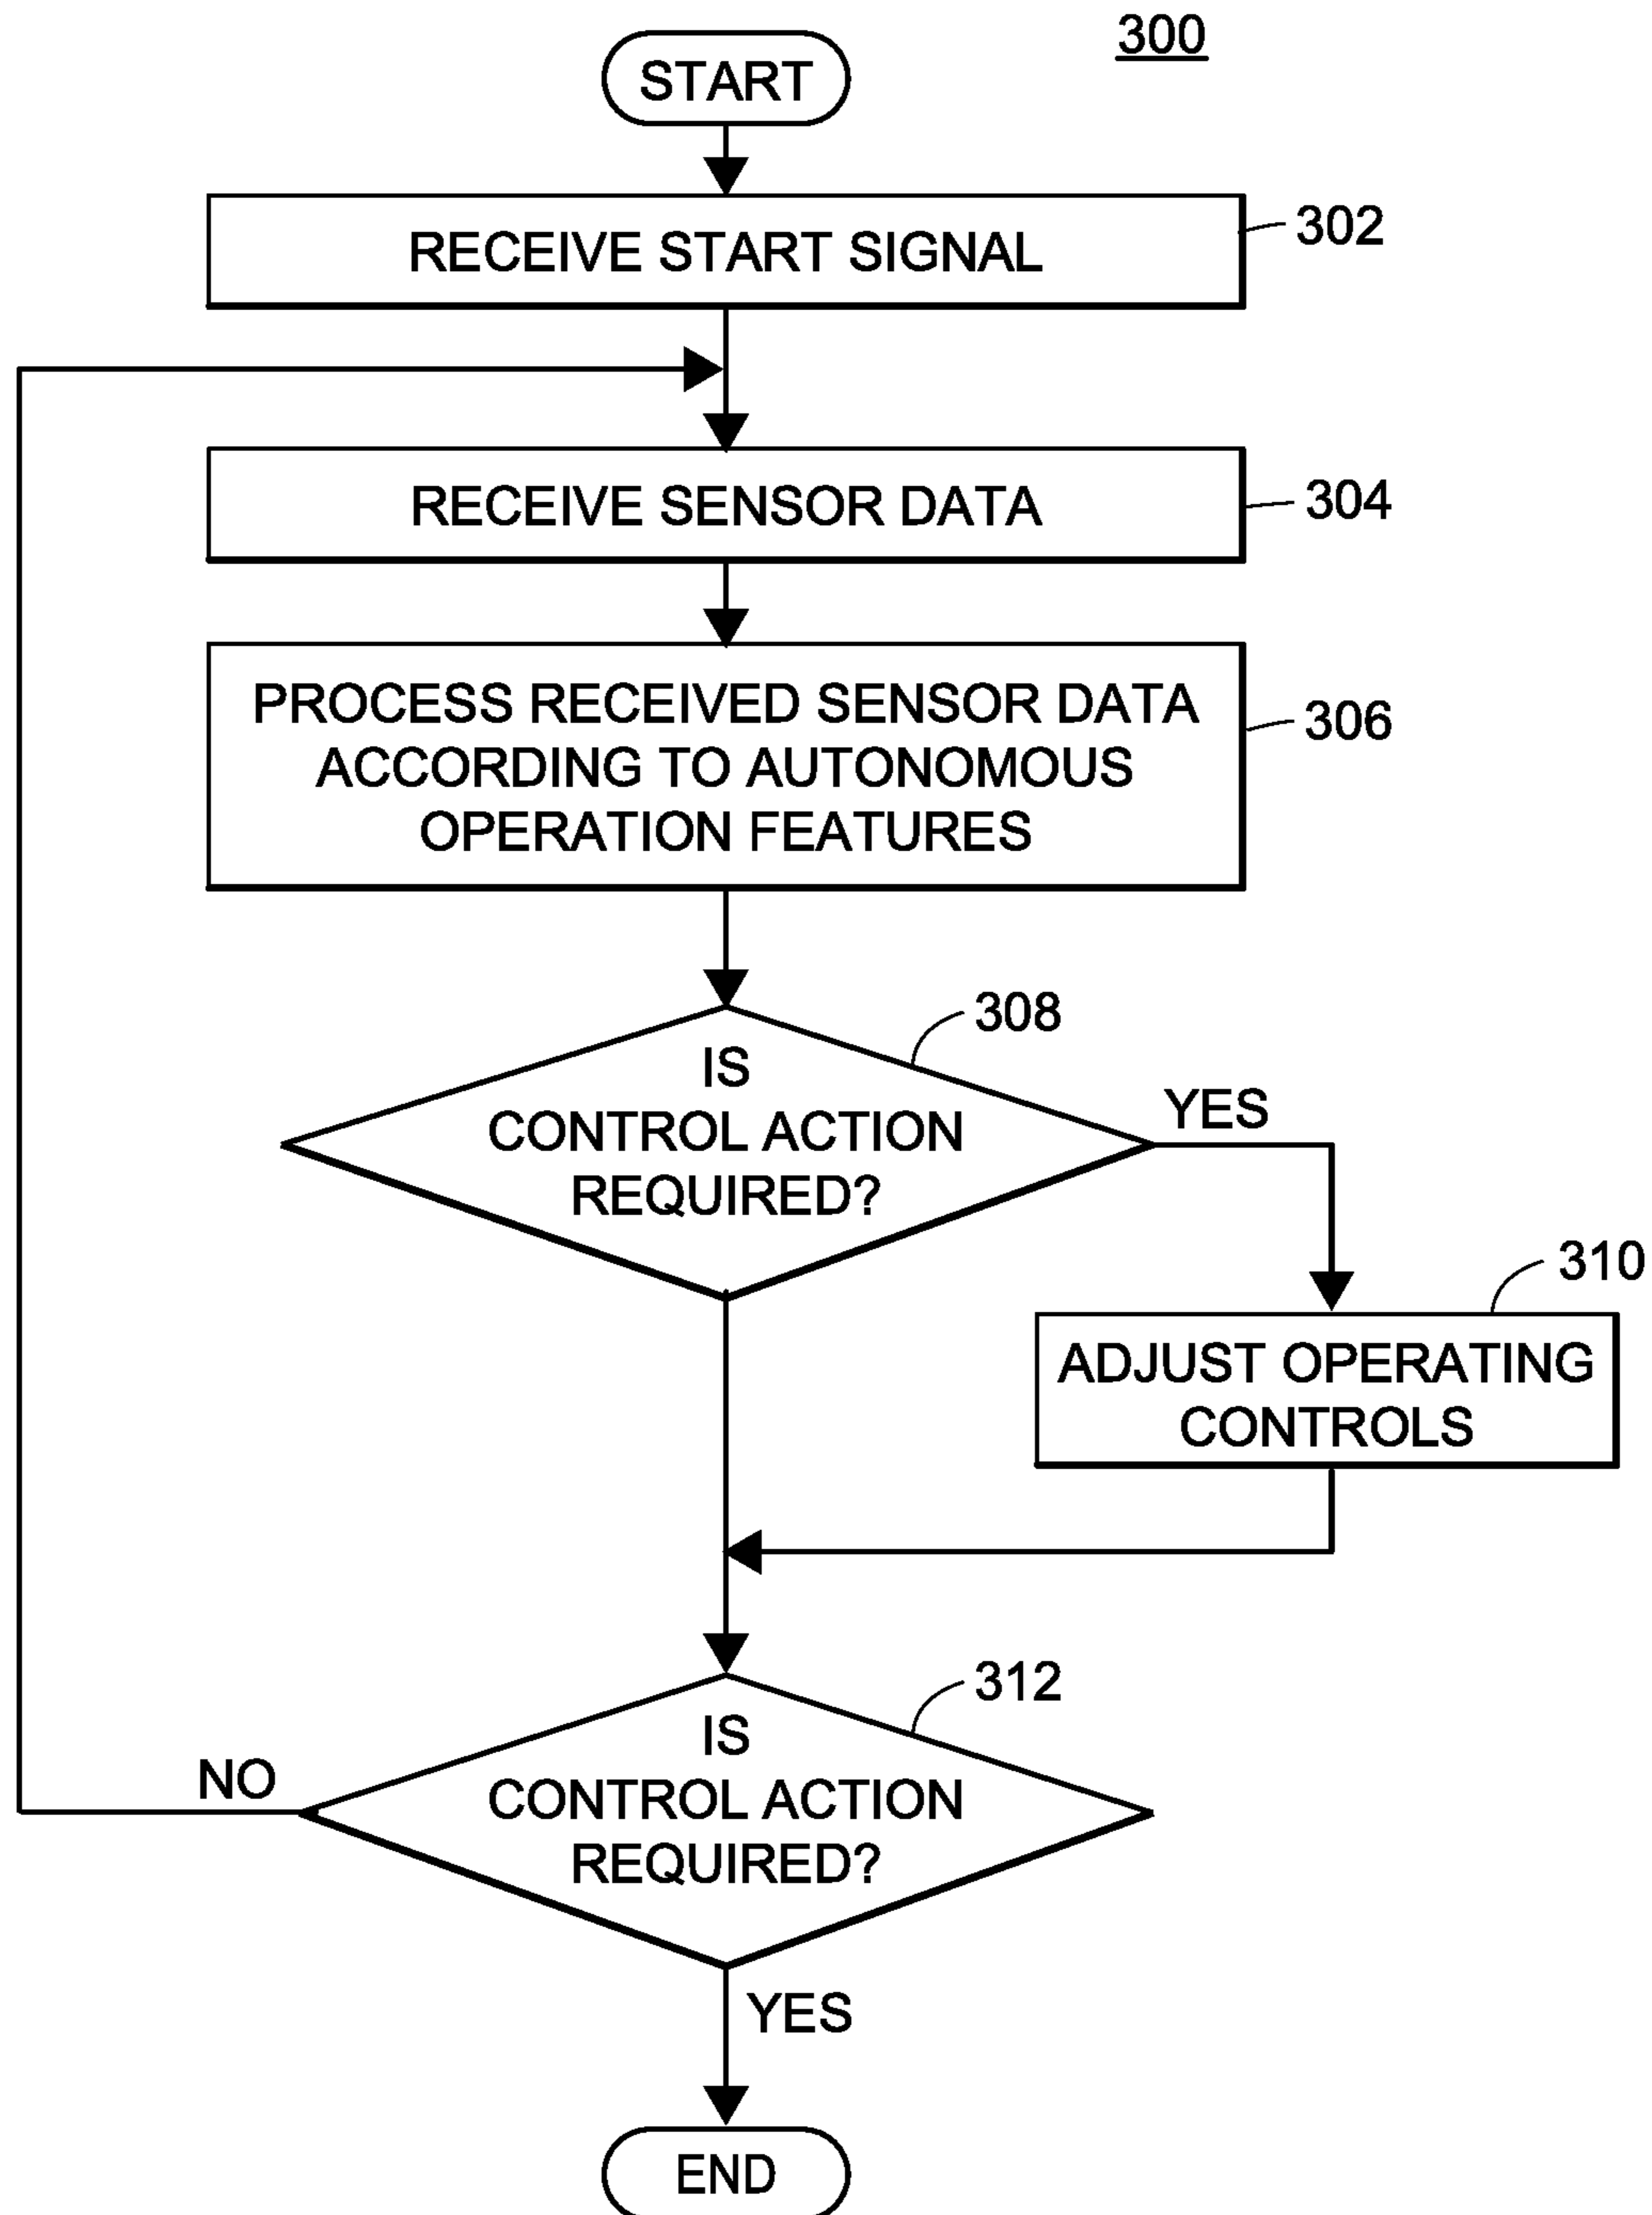 300
START
RECEIVE START SIGNAL
302
RECEIVE SENSOR DATA
304
PROCESS RECEIVED SENSOR DATA
ACCORDING TO AUTONOMOUS
OPERATION FEATURES
306
308
IS
CONTROL ACTION
REQUIRED?
YES
310
ADJUST OPERATING
CONTROLS
312
IS
CONTROL ACTION
REQUIRED?
NO
YES
END